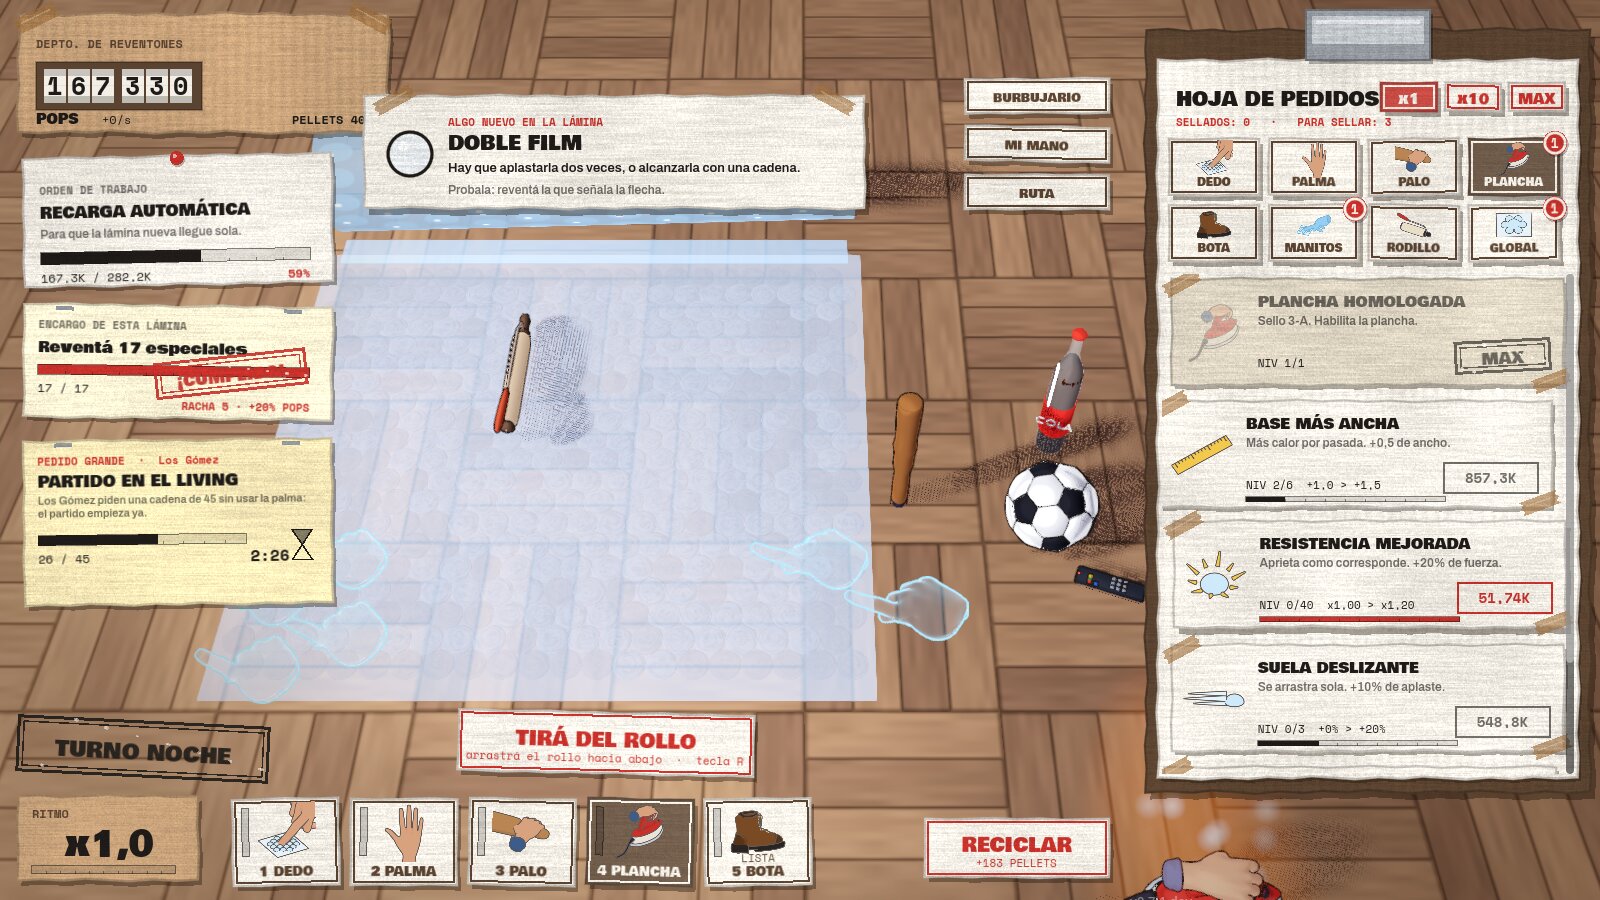 DEPTO. DE REVENTONES
167330
POPS +0/s PELLETS 40
ORDEN DE TRABAJO
RECARGA AUTOMÁTICA
Para que la lámina nueva llegue sola.
167.3K / 282.2K 59%
ENCARGO DE ESTA LÁMINA
Reventá 17 especiales
17 / 17
RACHA 5 · +20% POPS
PEDIDO GRANDE · Los Gómez
PARTIDO EN EL LIVING
Los Gómez piden una cadena de 45 sin usar la palma:
el partido empieza ya.
26 / 45 2:26
TURNO NOCHE
RITMO
x1,0
ALGO NUEVO EN LA LÁMINA
DOBLE FILM
Hay que aplastarla dos veces, o alcanzarla con una cadena.
Probala: reventá la que señala la flecha.
BURBUJARIO
MI MANO
RUTA
COLA
TIRÁ DEL ROLLO
arrastrá el rollo hacia abajo · tecla R
1 DEDO
2 PALMA
3 PALO
4 PLANCHA
LISTA
5 BOTA
RECICLAR
+183 PELLETS
HOJA DE PEDIDOS x1 x10 MAX
SELLADOS: 0 · PARA SELLAR: 3
DEDO
PALMA
PALO
PLANCHA 1
BOTA
MANITOS 1
RODILLO
GLOBAL 1
PLANCHA HOMOLOGADA
Sello 3-A. Habilita la plancha.
NIV 1/1 MAX
BASE MÁS ANCHA
Más calor por pasada. +0,5 de ancho.
NIV 2/6 +1.0 > +1.5 857.3K
RESISTENCIA MEJORADA
Aprieta como corresponde. +20% de fuerza.
NIV 0/40 x1.00 > x1.20 51.74K
SUELA DESLIZANTE
Se arrastra sola. +10% de aplaste.
NIV 0/3 +0% > +20% 548.8K